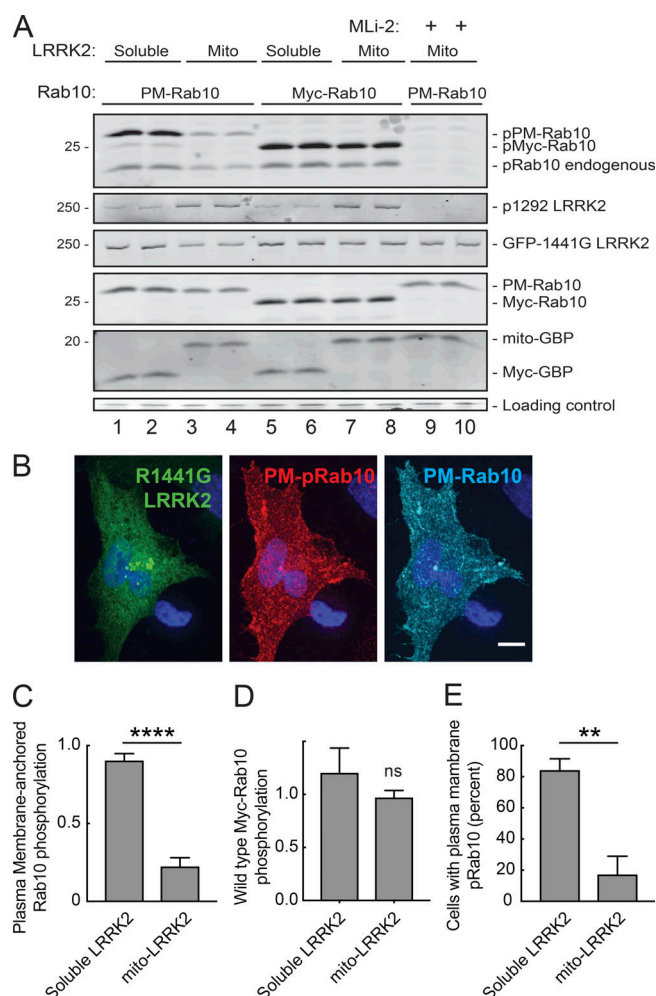 A
MLi-2: + +
LRRK2: Soluble Mito Soluble Mito Mito
Rab10: PM-Rab10 Myc-Rab10 PM-Rab10
- pPM-Rab10
25 - - pMyc-Rab10
- pRab10 endogenous
250 - - p1292 LRRK2
250 - - GFP-1441G LRRK2
- PM-Rab10
25 - - Myc-Rab10
20 - - mito-GBP
- Myc-GBP
- Loading control
1 2 3 4 5 6 7 8 9 10
B
R1441G LRRK2
PM-pRab10
PM-Rab10
C
Plasma Membrane-anchored
Rab10 phosphorylation
1.0
0.5
0
****
Soluble LRRK2
mito-LRRK2
D
Wild type Myc-Rab10
phosphorylation
1.0
0.0
ns
Soluble LRRK2
mito-LRRK2
E
Cells with plasma mambrane
pRab10 (percent)
100
80
60
40
20
0
**
Soluble LRRK2
mito-LRRK2